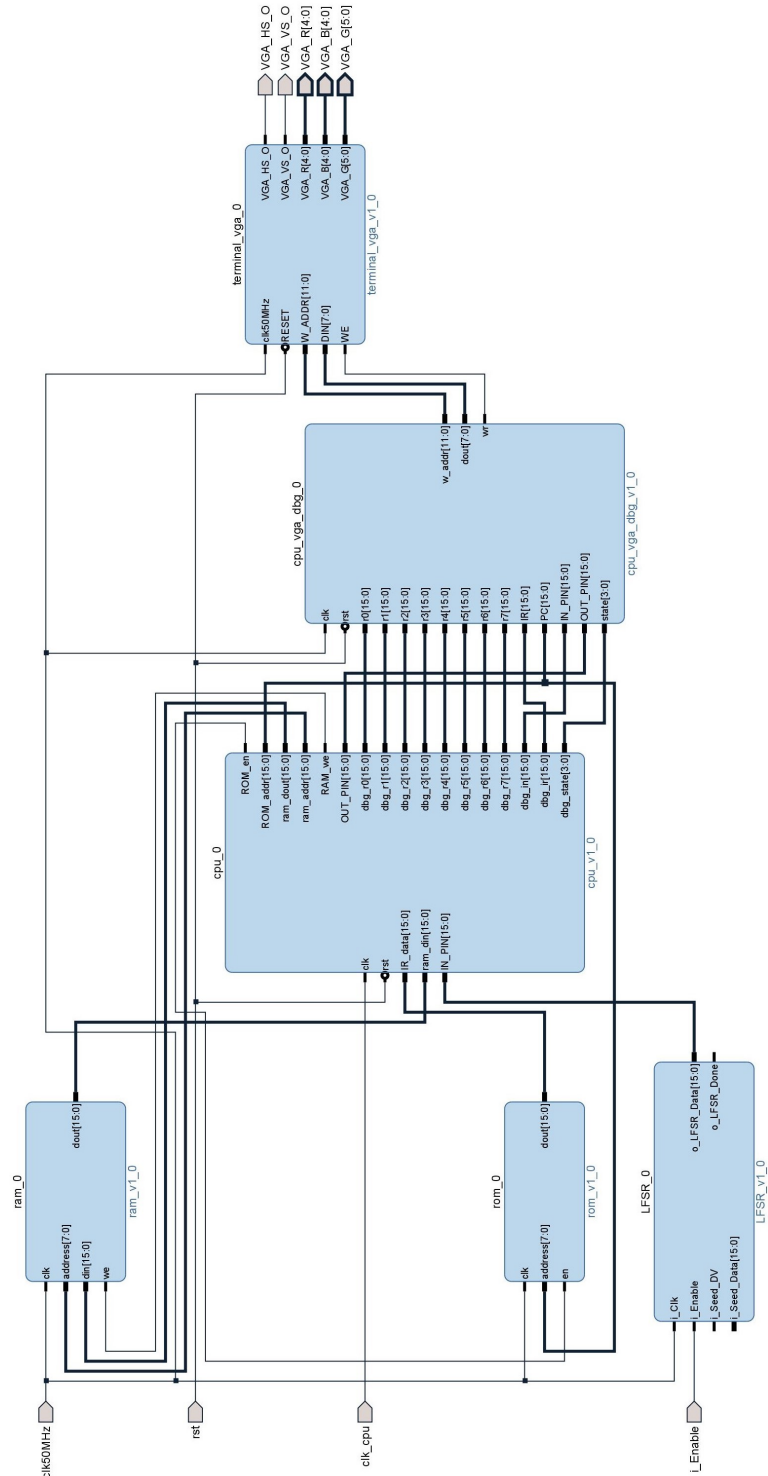 clk50MHz
rst
clk_cpu
i_Enable
ram_0
clk
address[7:0]
din[15:0]
we
dout[15:0]
ram_v1_0
rom_0
clk
address[7:0]
en
dout[15:0]
rom_v1_0
LFSR_0
i_Clk
i_Enable
i_Seed_DV
i_Seed_Data[15:0]
o_LFSR_Data[15:0]
o_LFSR_Done
LFSR_v1_0
cpu_0
clk
rst
IR_data[15:0]
ram_din[15:0]
IN_PIN[15:0]
ROM_en
ROM_addr[15:0]
ram_dout[15:0]
ram_addr[15:0]
RAM_we
OUT_PIN[15:0]
dbg_r0[15:0]
dbg_r1[15:0]
dbg_r2[15:0]
dbg_r3[15:0]
dbg_r4[15:0]
dbg_r5[15:0]
dbg_r6[15:0]
dbg_r7[15:0]
dbg_in[15:0]
dbg_ir[15:0]
dbg_state[3:0]
cpu_v1_0
cpu_vga_dbg_0
clk
rst
r0[15:0]
r1[15:0]
r2[15:0]
r3[15:0]
r4[15:0]
r5[15:0]
r6[15:0]
r7[15:0]
IR[15:0]
PC[15:0]
IN_PIN[15:0]
OUT_PIN[15:0]
state[3:0]
w_addr[11:0]
dout[7:0]
wr
cpu_vga_dbg_v1_0
terminal_vga_0
clk50MHz
RESET
W_ADDR[11:0]
DIN[7:0]
WE
VGA_HS_O
VGA_VS_O
VGA_R[4:0]
VGA_B[4:0]
VGA_G[5:0]
terminal_vga_v1_0
VGA_HS_O
VGA_VS_O
VGA_R[4:0]
VGA_B[4:0]
VGA_G[5:0]